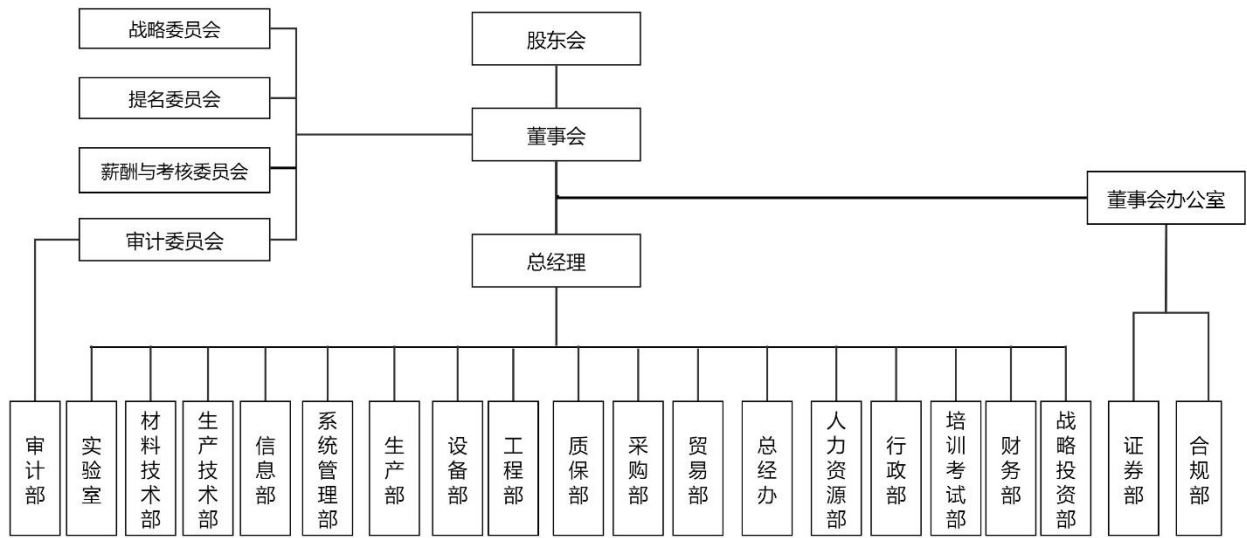 战略委员会
股东会
提名委员会
董事会
薪酬与考核委员会
董事会办公室
审计委员会
总经理
审计部
实验室
材料技术部
生产技术部
信息部
系统管理部
生产部
设备部
工程部
质保部
采购部
贸易部
总经办
人力资源部
行政部
培训考试部
财务部
战略投资部
证券部
合规部